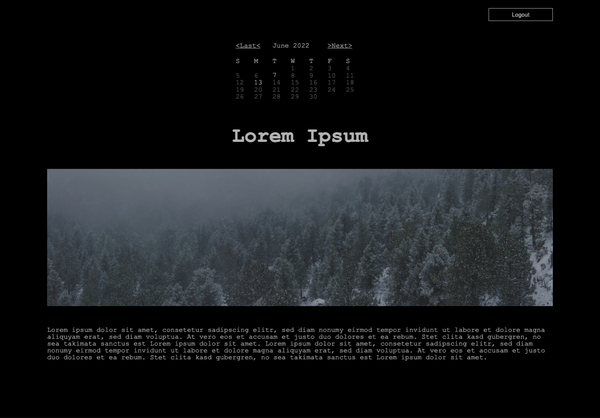 Logout
<Last< June 2022 >Next>
S M T W T F S
1 2 3 4
5 6 7 8 9 10 11
12 13 14 15 16 17 18
19 20 21 22 23 24 25
26 27 28 29 30
Lorem Ipsum
Lorem ipsum dolor sit amet, consetetur sadipscing elitr, sed diam nonumy eirmod tempor invidunt ut labore et dolore magna
aliquyam erat, sed diam voluptua. At vero eos et accusam et justo duo dolores et ea rebum. Stet clita kasd gubergren, no
sea takimata sanctus est Lorem ipsum dolor sit amet. Lorem ipsum dolor sit amet, consetetur sadipscing elitr, sed diam
nonumy eirmod tempor invidunt ut labore et dolore magna aliquyam erat, sed diam voluptua. At vero eos et accusam et justo duo
dolores et ea rebum. Stet clita kasd gubergren, no sea takimata sanctus est Lorem ipsum dolor sit amet.